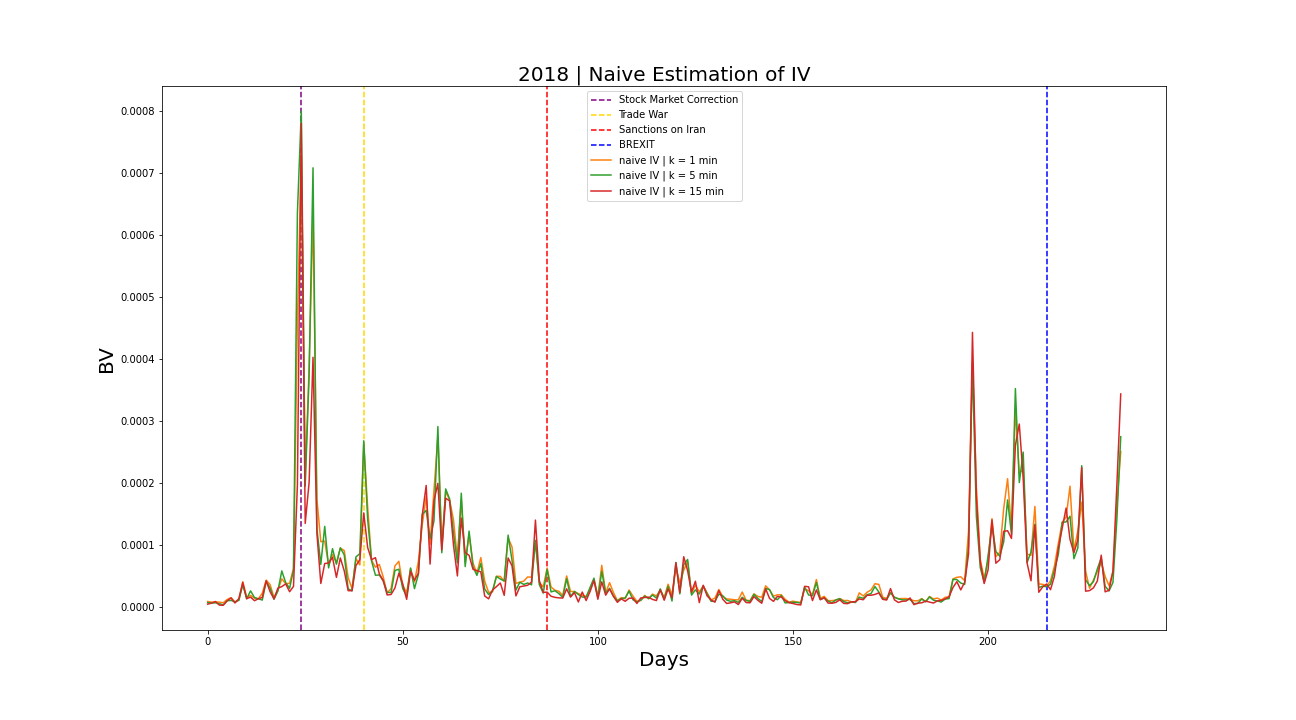 2018 | Naive Estimation of IV
Stock Market Correction
Trade War
Sanctions on Iran
BREXIT
naive IV | k = 1 min
naive IV | k = 5 min
naive IV | k = 15 min
BV
0.0008
0.0007
0.0006
0.0005
0.0004
0.0003
0.0002
0.0001
0.0000
0 50 100 150 200
Days